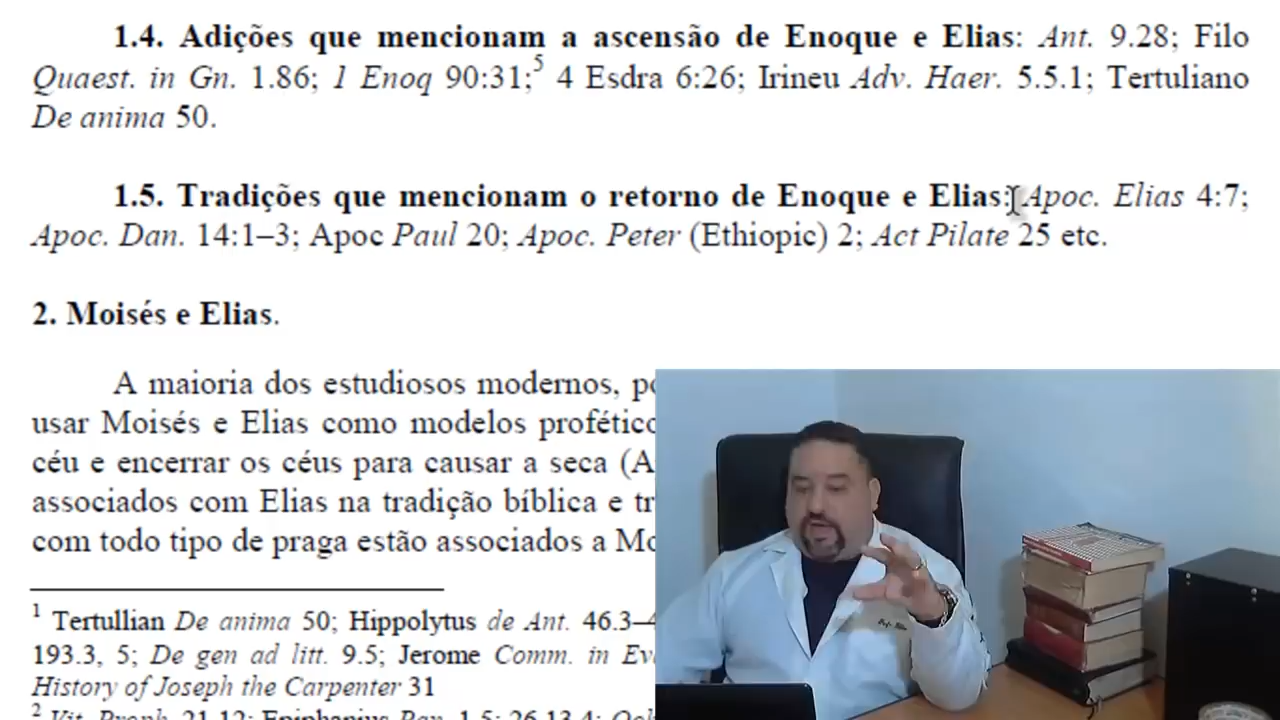 1.4. Adições que mencionam a ascensão de Enoque e Elias: Ant. 9.28; Filo
Quaest. in Gn. 1.86; 1 Enoq 90:31;5 4 Esdra 6:26; Irineu Adv. Haer. 5.5.1; Tertuliano
De anima 50.
1.5. Tradições que mencionam o retorno de Enoque e Elias: Apoc. Elias 4:7;
Apoc. Dan. 14:1–3; Apoc Paul 20; Apoc. Peter (Ethiopic) 2; Act Pilate 25 etc.
2. Moisés e Elias.
A maioria dos estudiosos modernos,
usar Moisés e Elias como modelos
céu e encerrar os céus para causar a seca
associados com Elias na tradição bíblica e
com todo tipo de praga estão associados a
1 Tertullian De anima 50; Hippolytus de Ant. 46.3–
193.3, 5; De gen ad litt. 9.5; Jerome Comm. in
History of Joseph the Carpenter 31